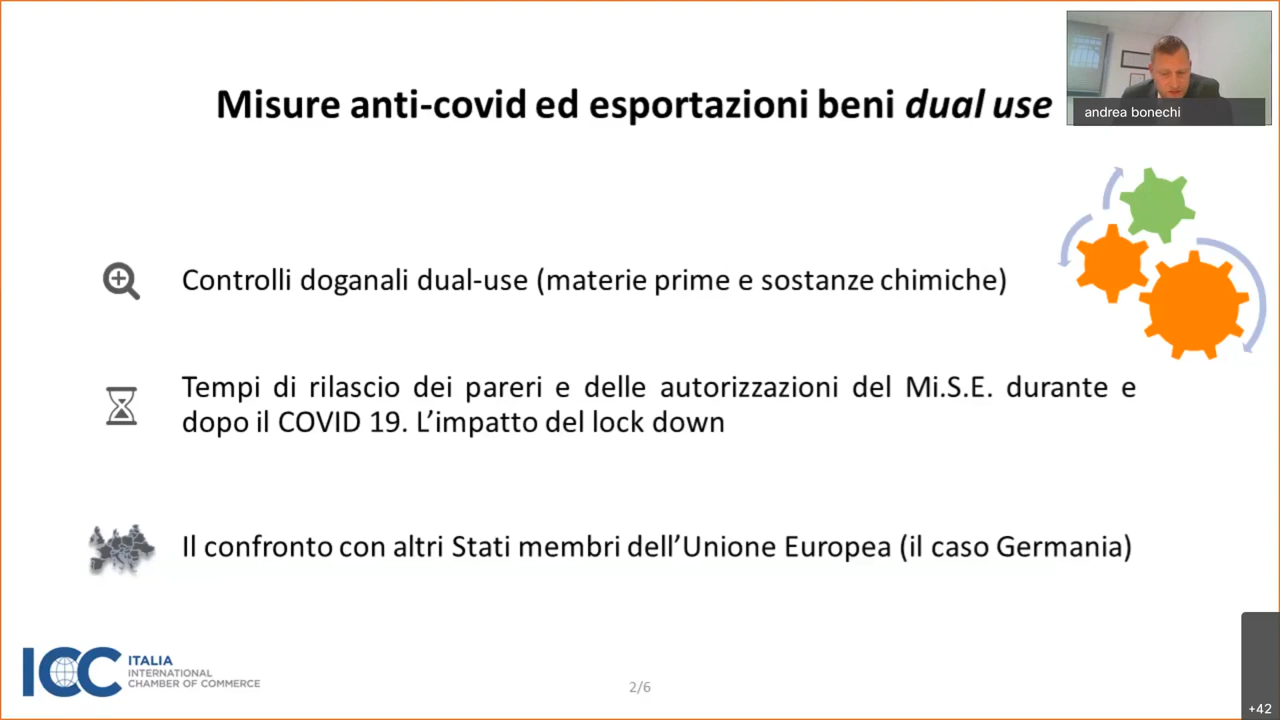 Misure anti-covid ed esportazioni beni dual use
andrea bonechi
Controlli doganali dual-use (materie prime e sostanze chimiche)
Tempi di rilascio dei pareri e delle autorizzazioni del Mi.S.E. durante e
dopo il COVID 19. L’impatto del lock down
Il confronto con altri Stati membri dell’Unione Europea (il caso Germania)
ICC
ITALIA
INTERNATIONAL
CHAMBER OF COMMERCE
2/6
+42